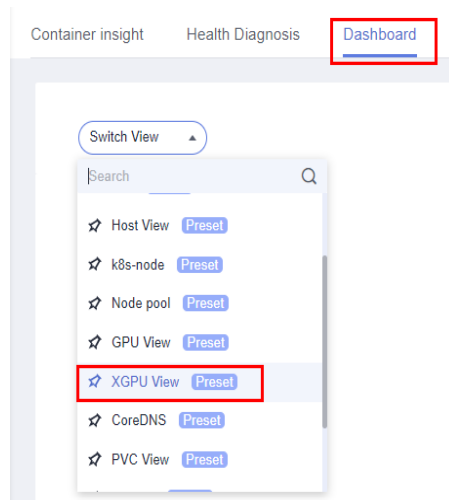 Container insight Health Diagnosis Dashboard
Switch View
Search
Host View Preset
k8s-node Preset
Node pool Preset
GPU View Preset
XGPU View Preset
CoreDNS Preset
PVC View Preset